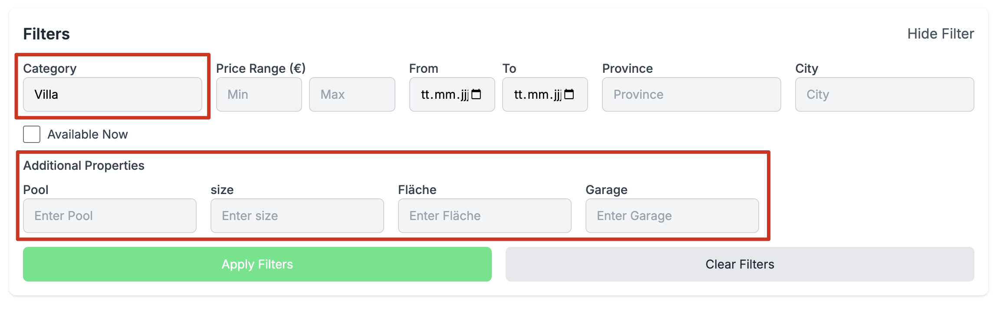 Filters
Hide Filter
Category
Price Range (€)
From
To
Province
City
Villa
Min
Max
tt.mm.jjj
tt.mm.jjj
Province
City
Available Now
Additional Properties
Pool
size
Fläche
Garage
Enter Pool
Enter size
Enter Fläche
Enter Garage
Apply Filters
Clear Filters